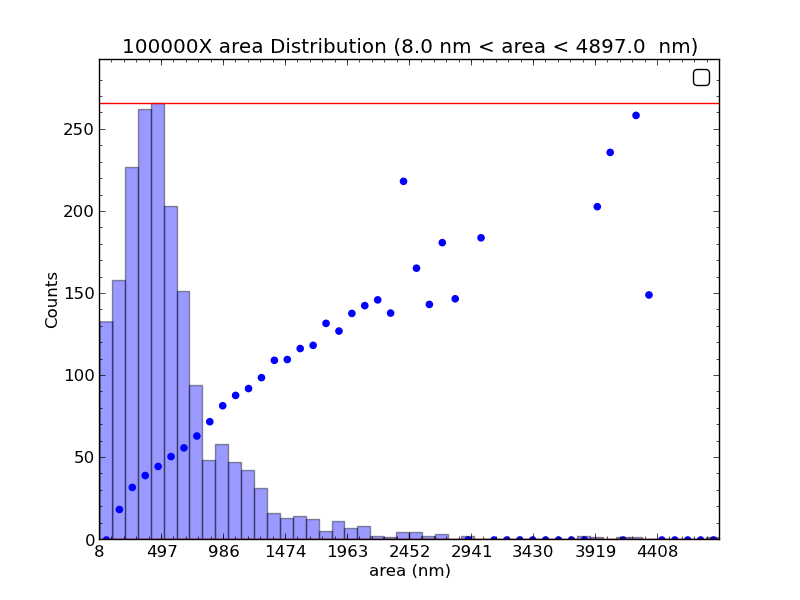 100000X area Distribution (8.0 nm < area < 4897.0  nm)
250
200
150
100
50
0
Counts
8 497 986 1474 1963 2452 2941 3430 3919 4408
area (nm)